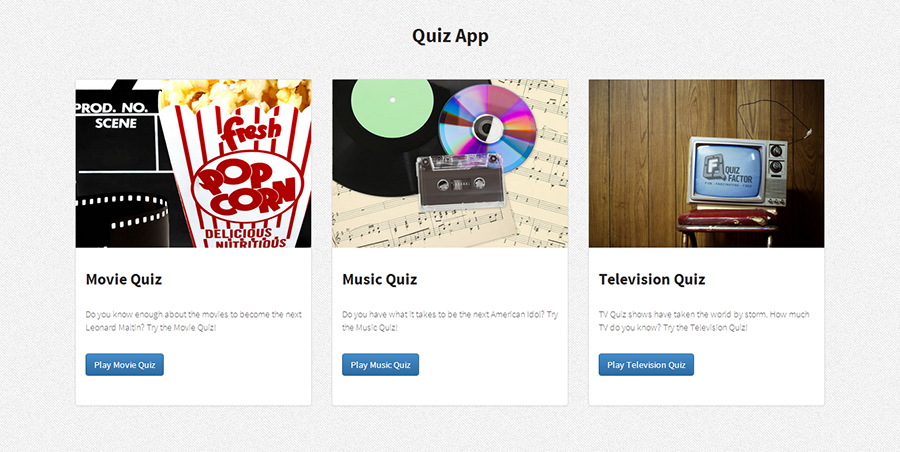 Quiz App
PROD. NO.
SCENE
fresh
POP
CORN
DELICIOUS
NUTRITIOUS
F QUIZ
FACTOR
Movie Quiz
Do you know enough about the movies to become the next
Leonard Maltin? Try the Movie Quiz!
Play Movie Quiz
Music Quiz
Do you have what it takes to be the next American Idol? Try
the Music Quiz!
Play Music Quiz
Television Quiz
TV Quiz shows have taken the world by storm. How much
TV do you know? Try the Television Quiz!
Play Television Quiz